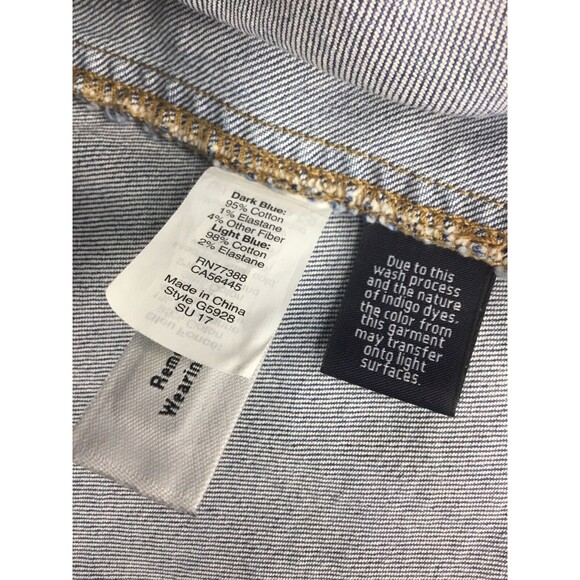 Dark Blue:
95% Cotton
1% Elastane
4% Other Fiber
Light Blue:
98% Cotton
2% Elastane
RN77388
CA56445
Made in China
Style G5928
SU 17
Wearin
Due to this
wash process
and the nature
of indigo dyes,
the color from
this garment
may transfer
onto light
surfaces.